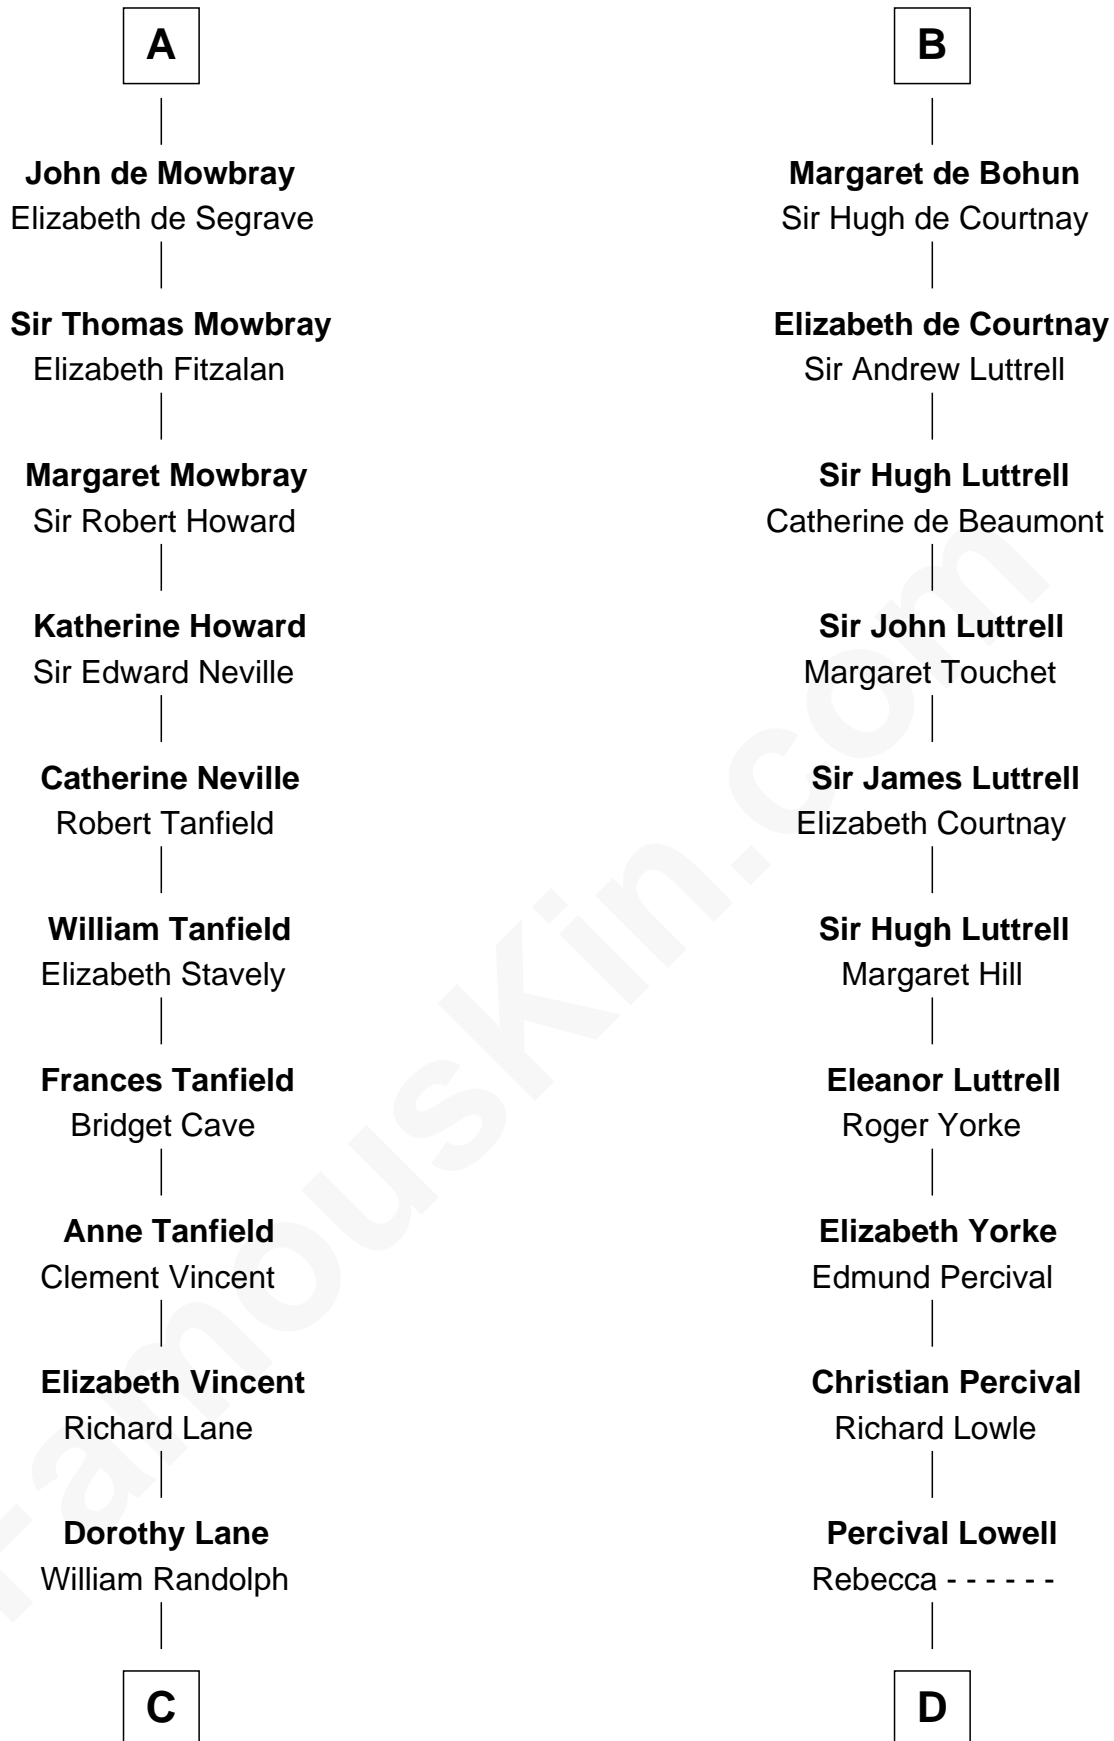 A
John de Mowbray
Elizabeth de Segrave
Sir Thomas Mowbray
Elizabeth Fitzalan
Margaret Mowbray
Sir Robert Howard
Katherine Howard
Sir Edward Neville
Catherine Neville
Robert Tanfield
William Tanfield
Elizabeth Stavely
Frances Tanfield
Bridget Cave
Anne Tanfield
Clement Vincent
Elizabeth Vincent
Richard Lane
Dorothy Lane
William Randolph
C
B
Margaret de Bohun
Sir Hugh de Courtnay
Elizabeth de Courtnay
Sir Andrew Luttrell
Sir Hugh Luttrell
Catherine de Beaumont
Sir John Luttrell
Margaret Touchet
Sir James Luttrell
Elizabeth Courtnay
Sir Hugh Luttrell
Margaret Hill
Eleanor Luttrell
Roger Yorke
Elizabeth Yorke
Edmund Percival
Christian Percival
Richard Lowle
Percival Lowell
Rebecca - - - - - -
D
FamousKin.com